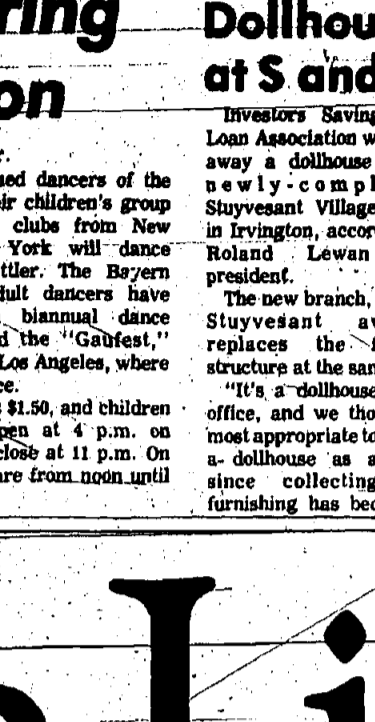 ring
on
r.
ued dancers of the
eir children's group
clubs from New
York will dance
ttler. The Bayern
dult dancers have
biannual dance
d the "Gaufest,"
Los Angeles, where
ce.
$1.50, and children
pen at 4 p.m. on
close at 11 p.m. On
are from noon until
Dollhou
at S and
Investors Saving
Loan Association w
away a dollhouse
newly-compl
Stuyvesant Village
in Irvington, accor
Roland Lewan
president.
The new branch,
Stuyvesant av
replaces the f
structure at the sam
"It's a dollhouse
office, and we tho
most appropriate to
a dollhouse as a
since collecting
furnishing has bec
li